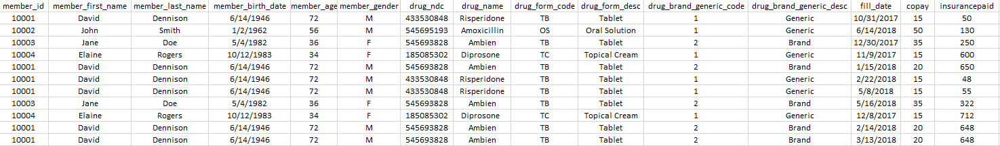 member_id member_first_name member_last_name member_birth_date member_age member_gender drug_ndc drug_name drug_form_code drug_form_desc drug_brand_generic_code drug_brand_generic_desc fill_date copay insurancepaid
10001 David Dennison 6/14/1946 72 M 433530848 Risperidone TB Tablet 1 Generic 10/31/2017 15 50
10002 John Smith 1/2/1962 56 M 545695193 Amoxicillin OS Oral Solution 1 Generic 6/14/2018 50 130
10003 Jane Doe 5/4/1982 36 F 545693828 Ambien TB Tablet 2 Brand 12/30/2017 35 250
10004 Elaine Rogers 10/12/1983 34 F 185085302 Diprosone TC Topical Cream 1 Generic 11/9/2017 15 600
10001 David Dennison 6/14/1946 72 M 545693828 Ambien TB Tablet 2 Brand 1/15/2018 20 650
10001 David Dennison 6/14/1946 72 M 433530848 Risperidone TB Tablet 1 Generic 2/22/2018 15 48
10001 David Dennison 6/14/1946 72 M 433530848 Risperidone TB Tablet 1 Generic 5/8/2018 15 55
10003 Jane Doe 5/4/1982 36 F 545693828 Ambien TB Tablet 2 Brand 5/16/2018 35 322
10004 Elaine Rogers 10/12/1983 34 F 185085302 Diprosone TC Topical Cream 1 Generic 12/8/2017 15 712
10001 David Dennison 6/14/1946 72 M 545693828 Ambien TB Tablet 2 Brand 2/14/2018 20 648
10001 David Dennison 6/14/1946 72 M 545693828 Ambien TB Tablet 2 Brand 3/13/2018 20 648